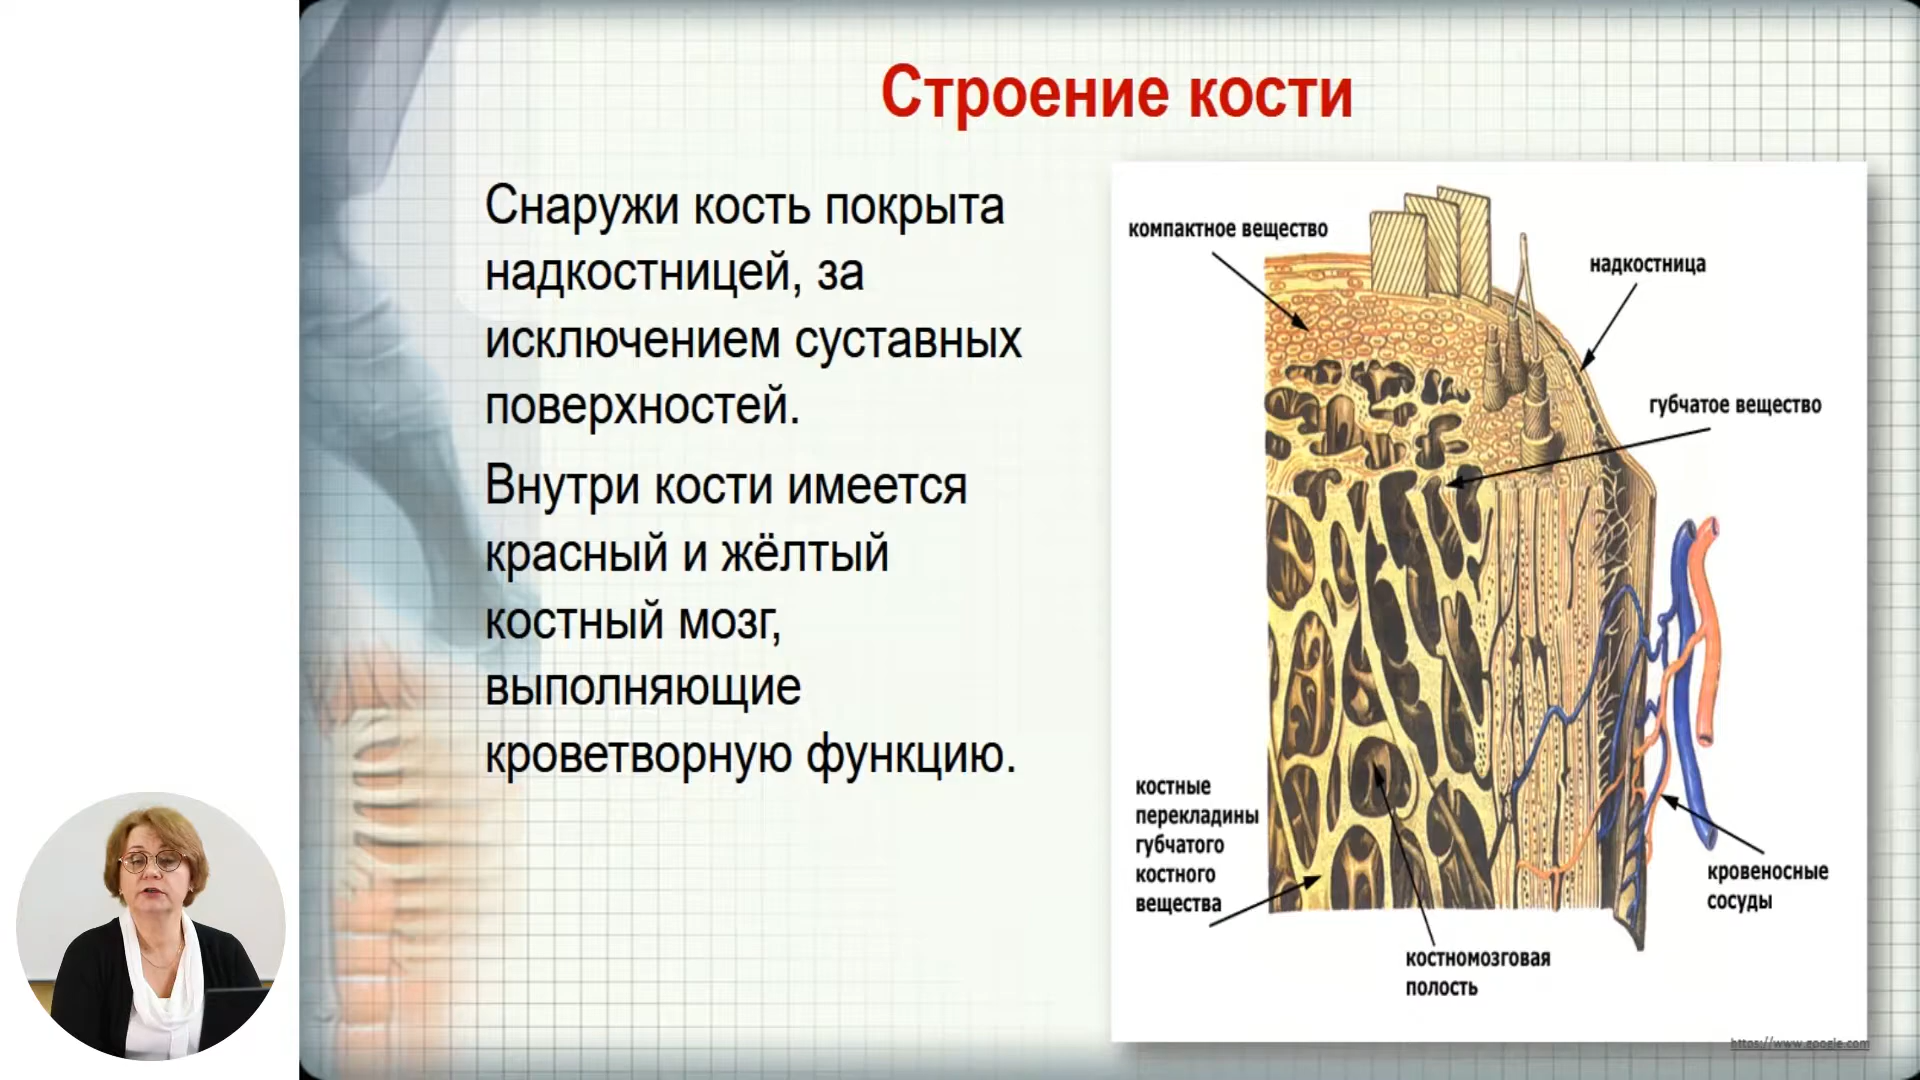 Строение кости
Снаружи кость покрыта
надкостницей, за
исключением суставных
поверхностей.
Внутри кости имеется
красный и жёлтый
костный мозг,
выполняющие
кроветворную функцию.
компактное вещество
надкостница
губчатое вещество
костные
перекладины
губчатого
костного
вещества
кровеносные
сосуды
костномозговая
полость
https://www.google.com